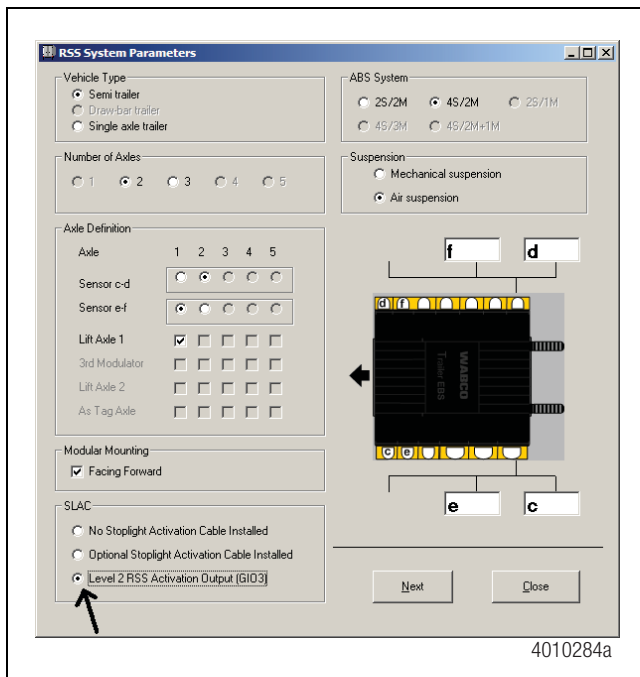 RSS System Parameters
Vehicle Type
Semi trailer
Draw-bar trailer
Single axle trailer
ABS System
2S/2M 4S/2M 2S/1M
4S/3M 4S/2M+1M
Number of Axles
1 2 3 4 5
Suspension
Mechanical suspension
Air suspension
Axle Definition
Axle 1 2 3 4 5
Sensor c-d
Sensor e-f
Lift Axle 1
3rd Modulator
Lift Axle 2
As Tag Axle
f d
d f
WABCO
Trailer EBS
c e
e c
Modular Mounting
Facing Forward
SLAC
No Stoplight Activation Cable Installed
Optional Stoplight Activation Cable Installed
Level 2 RSS Activation Output (GIO3)
Next Close
4010284a